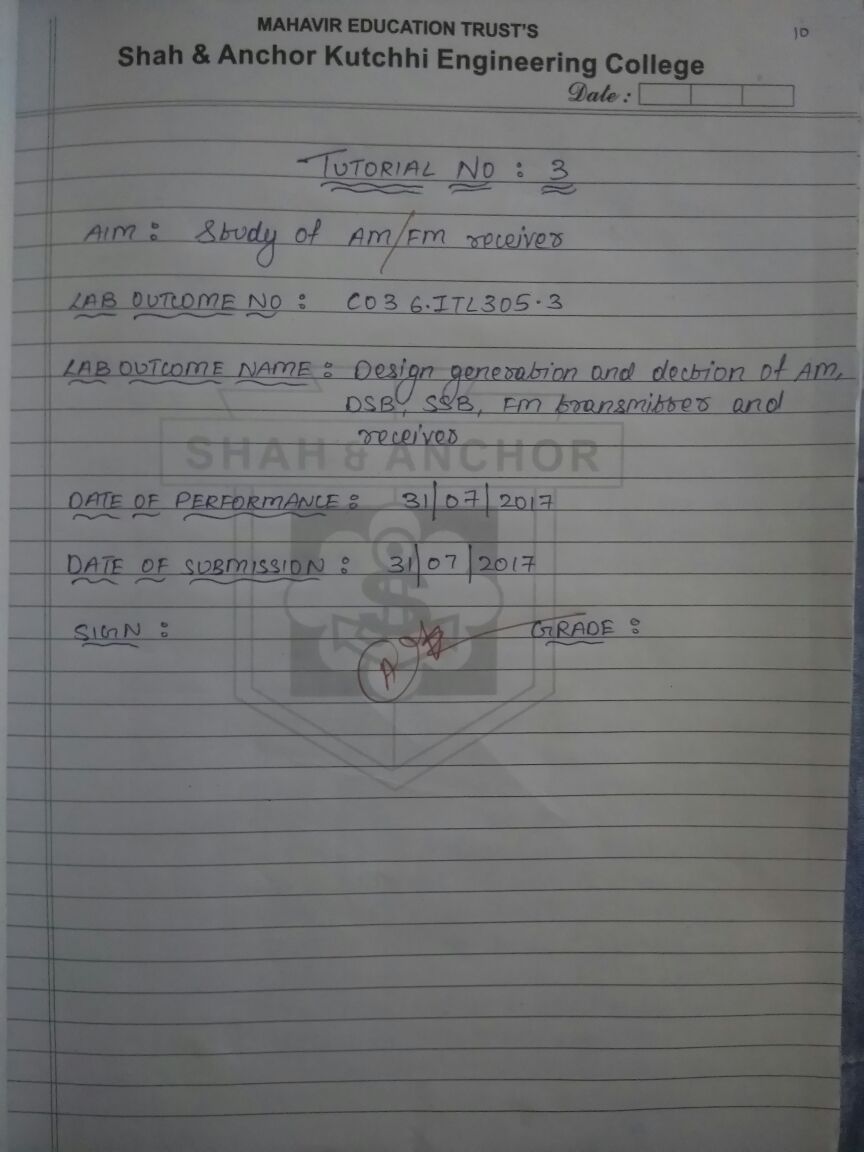 MAHAVIR EDUCATION TRUST'S
10
Shah & Anchor Kutchhi Engineering College
Date :
TUTORIAL NO : 3
AIM : Study of AM/FM receiver
LAB OUTCOME NO : CO3 6.ITL305.3
LAB OUTCOME NAME : Design generation and dection of AM,
DSB, SSB, FM transmitter and
receiver
SHAH & ANCHOR
DATE OF PERFORMANCE : 31/07/2017
DATE OF SUBMISSION : 31/07/2017
SIGN :
GRADE :
A